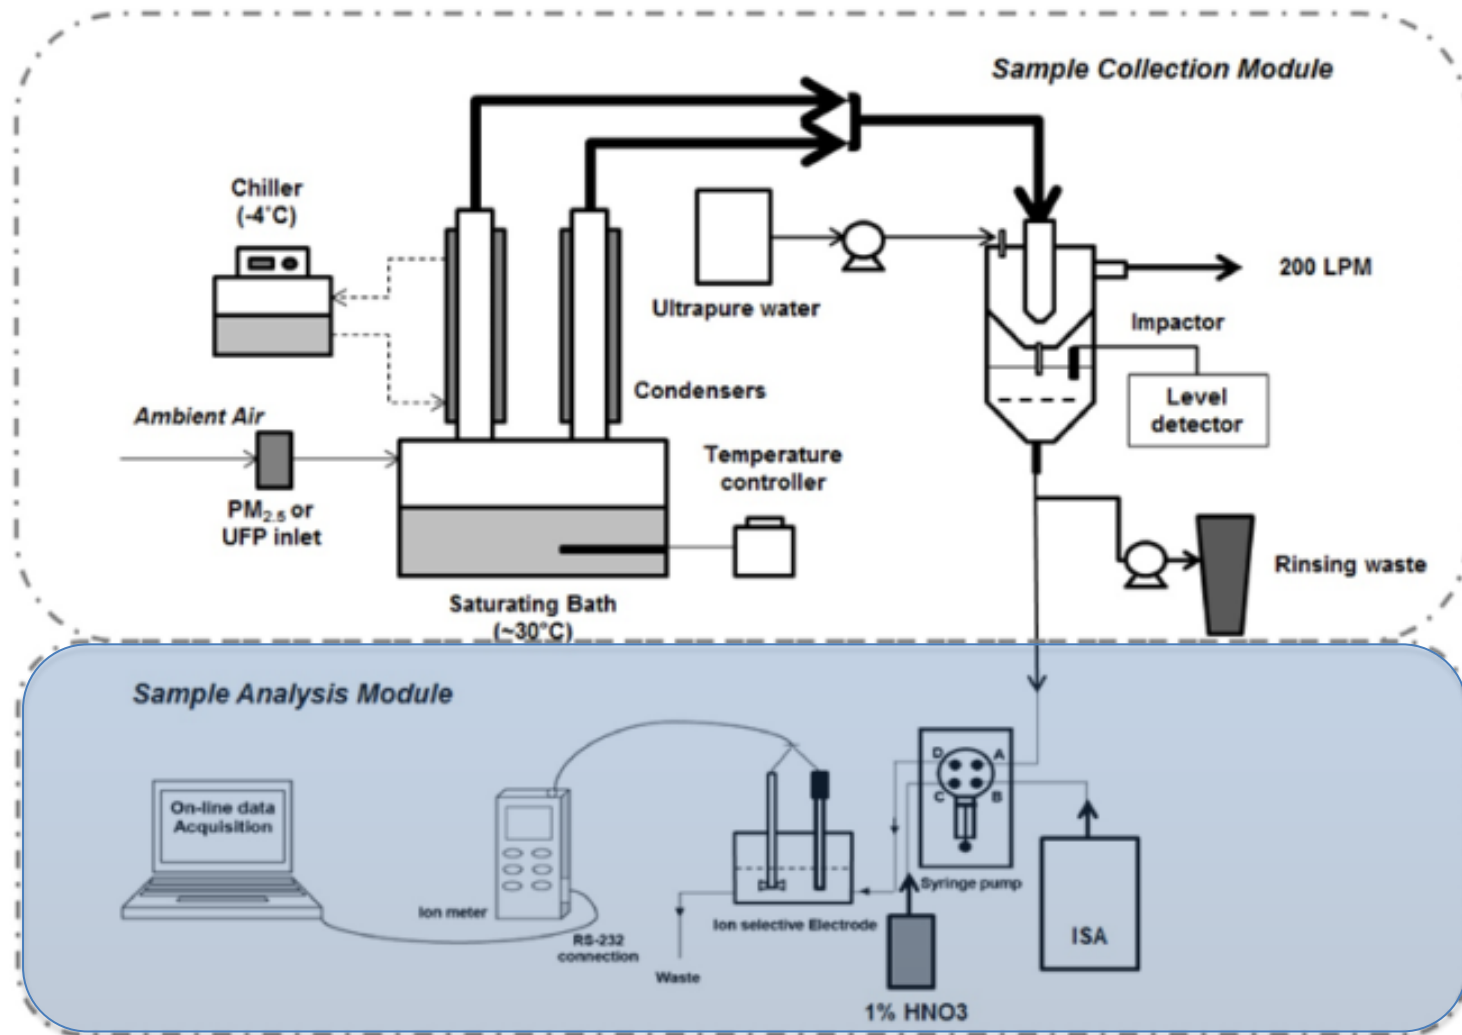 Sample Collection Module
Chiller
(-4°C)
Ultrapure water
200 LPM
Impactor
Level
detector
Condensers
Ambient Air
PM2.5 or
UFP inlet
Temperature
controller
Saturating Bath
(~30°C)
Rinsing waste
Sample Analysis Module
On-line data
Acquisition
Ion meter
RS-232
connection
Ion selective Electrode
Waste
D
A
C
B
Syringe pump
ISA
1% HNO3